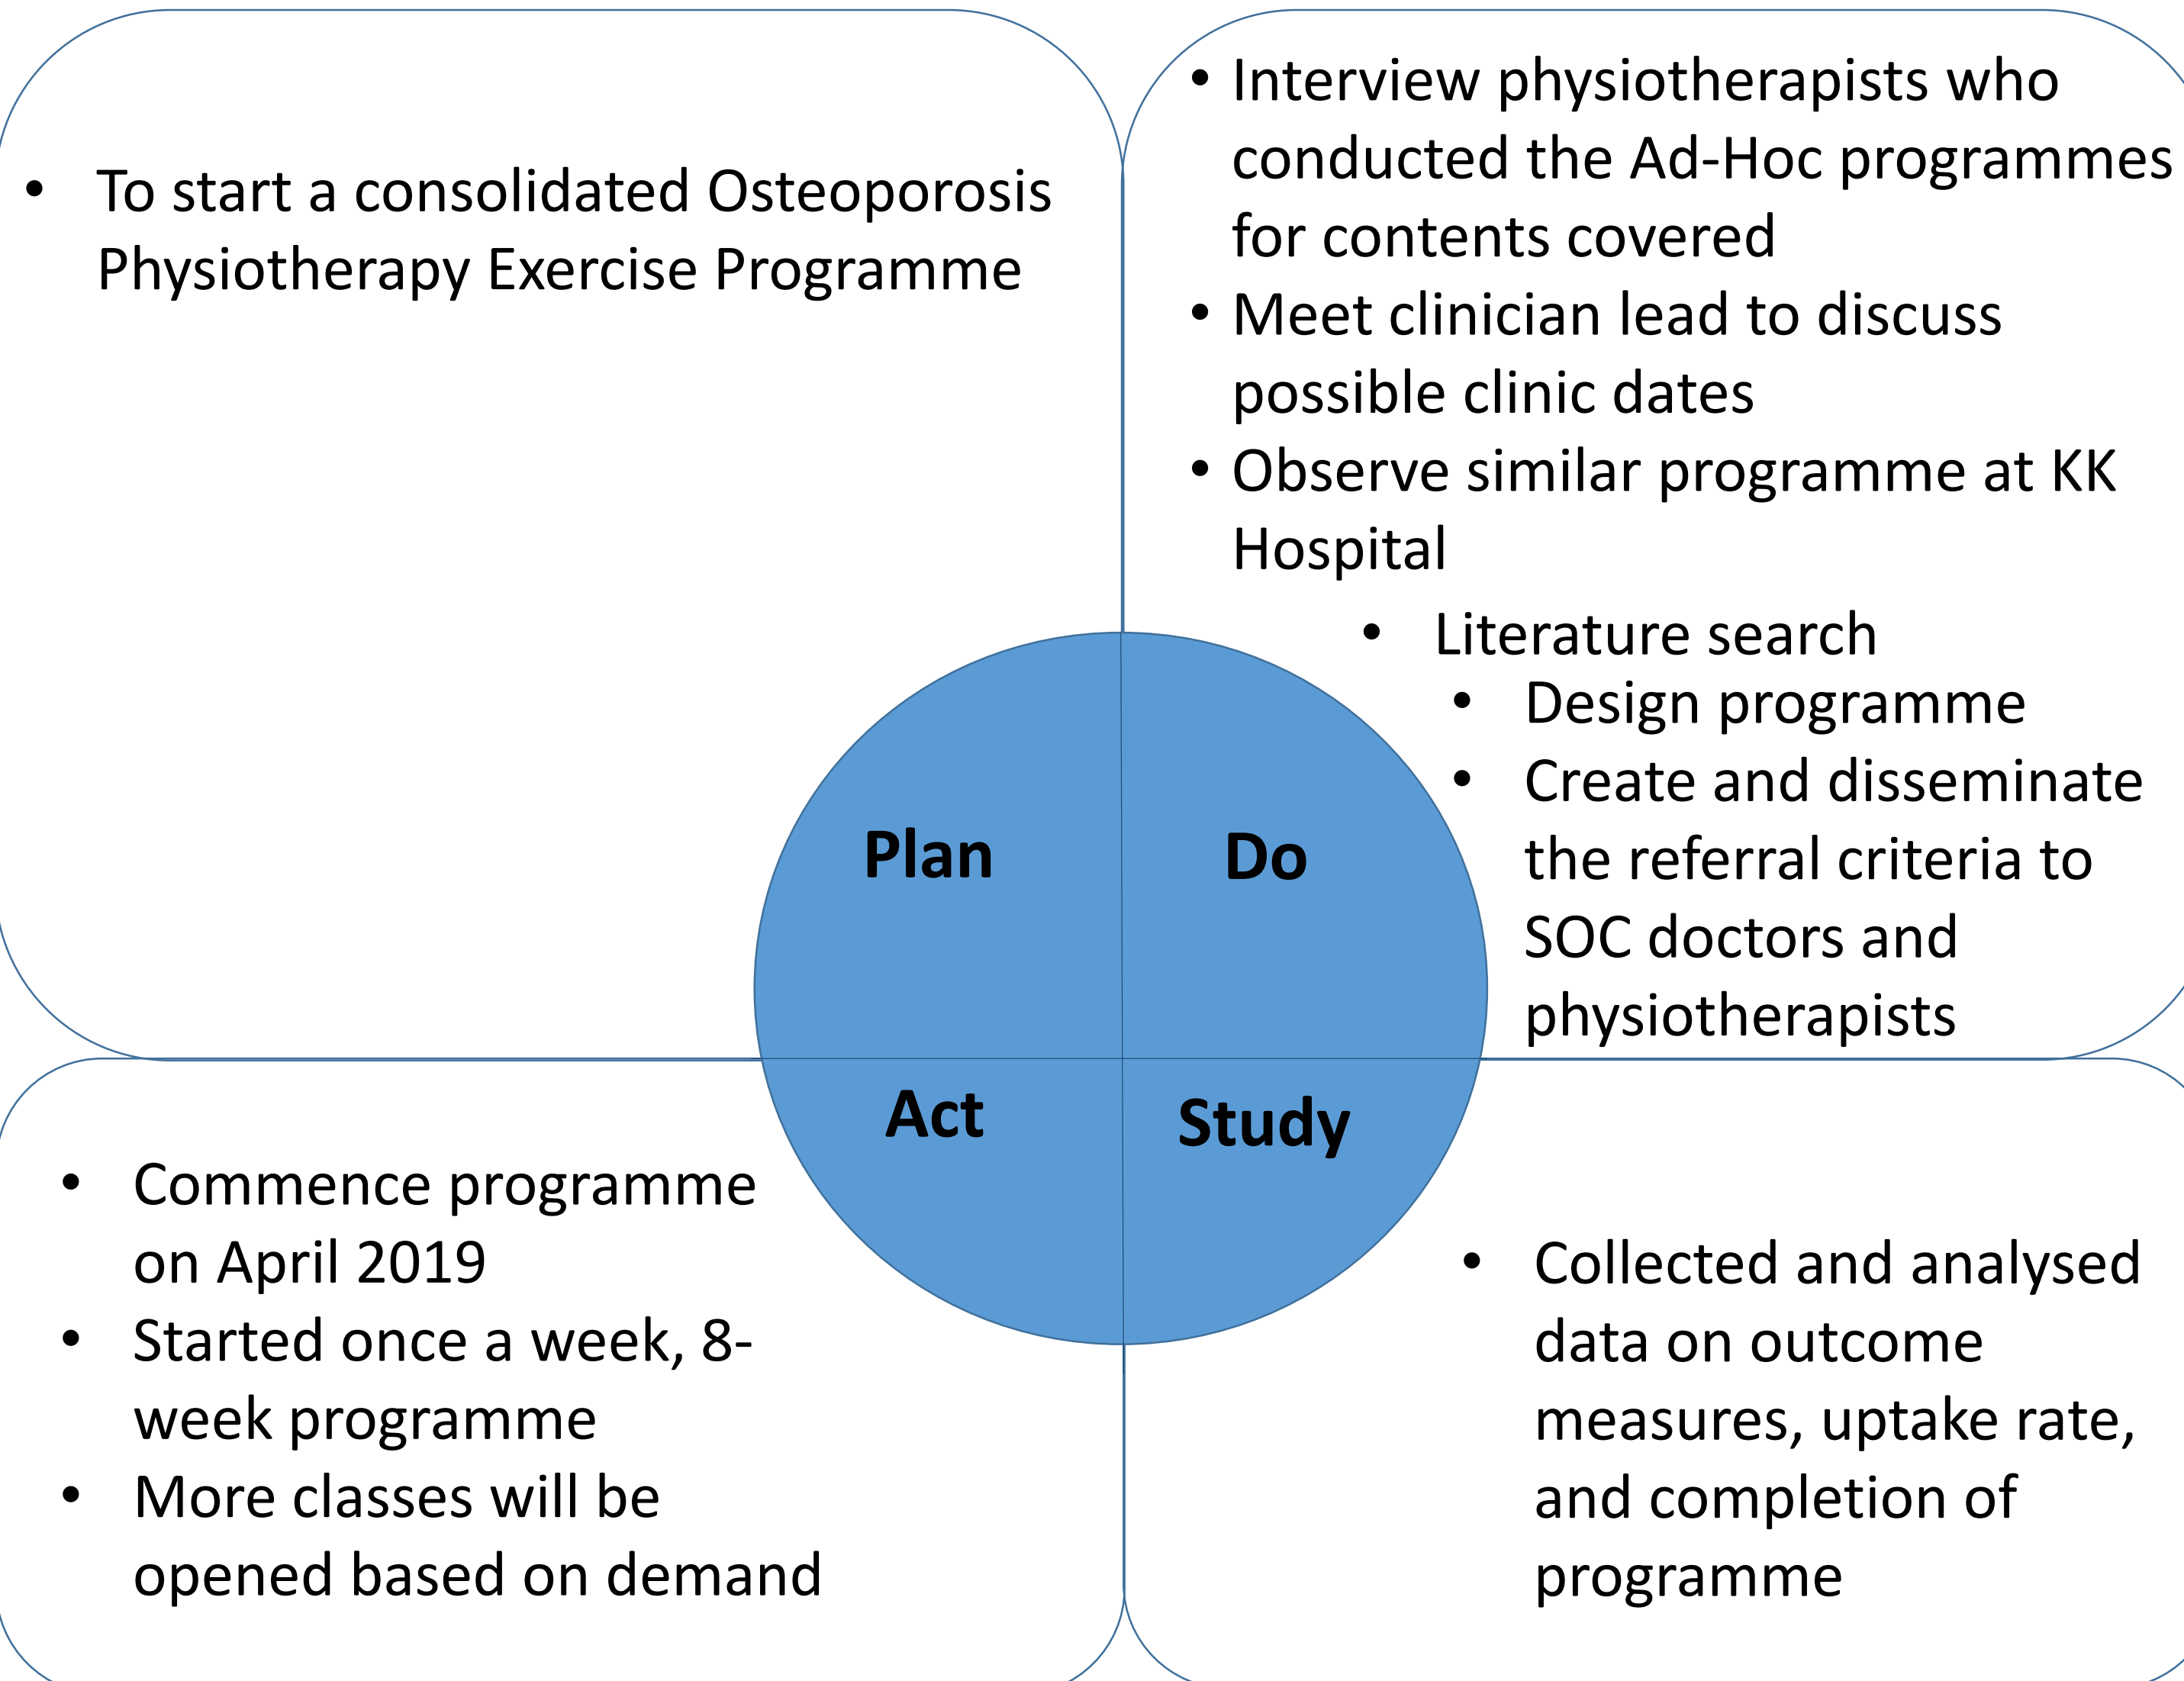 • To start a consolidated Osteoporosis
Physiotherapy Exercise Programme
• Interview physiotherapists who
conducted the Ad-Hoc programmes
for contents covered
• Meet clinician lead to discuss
possible clinic dates
• Observe similar programme at KK
Hospital
• Literature search
• Design programme
• Create and disseminate
the referral criteria to
SOC doctors and
physiotherapists
Plan
Do
Act
Study
• Commence programme
on April 2019
• Started once a week, 8-
week programme
• More classes will be
opened based on demand
• Collected and analysed
data on outcome
measures, uptake rate,
and completion of
programme